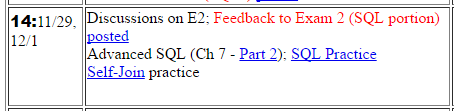 14:11/29,
12/1
Discussions on E2; Feedback to Exam 2 (SQL portion)
posted
Advanced SQL (Ch 7 - Part 2); SQL Practice
Self-Join practice